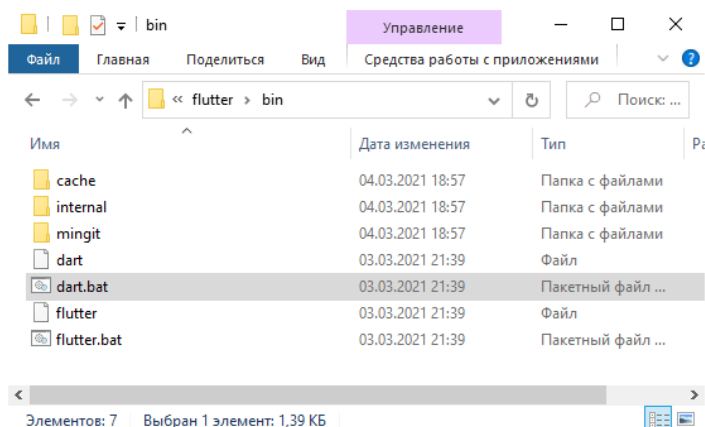 bin
Управление
Файл Главная Поделиться Вид Средства работы с приложениями
« flutter › bin Поиск: ...
Имя Дата изменения Тип
cache 04.03.2021 18:57 Папка с файлами
internal 04.03.2021 18:57 Папка с файлами
mingit 04.03.2021 18:57 Папка с файлами
dart 03.03.2021 21:39 Файл
dart.bat 03.03.2021 21:39 Пакетный файл ...
flutter 03.03.2021 21:39 Файл
flutter.bat 03.03.2021 21:39 Пакетный файл ...
Элементов: 7 Выбран 1 элемент: 1,39 КБ